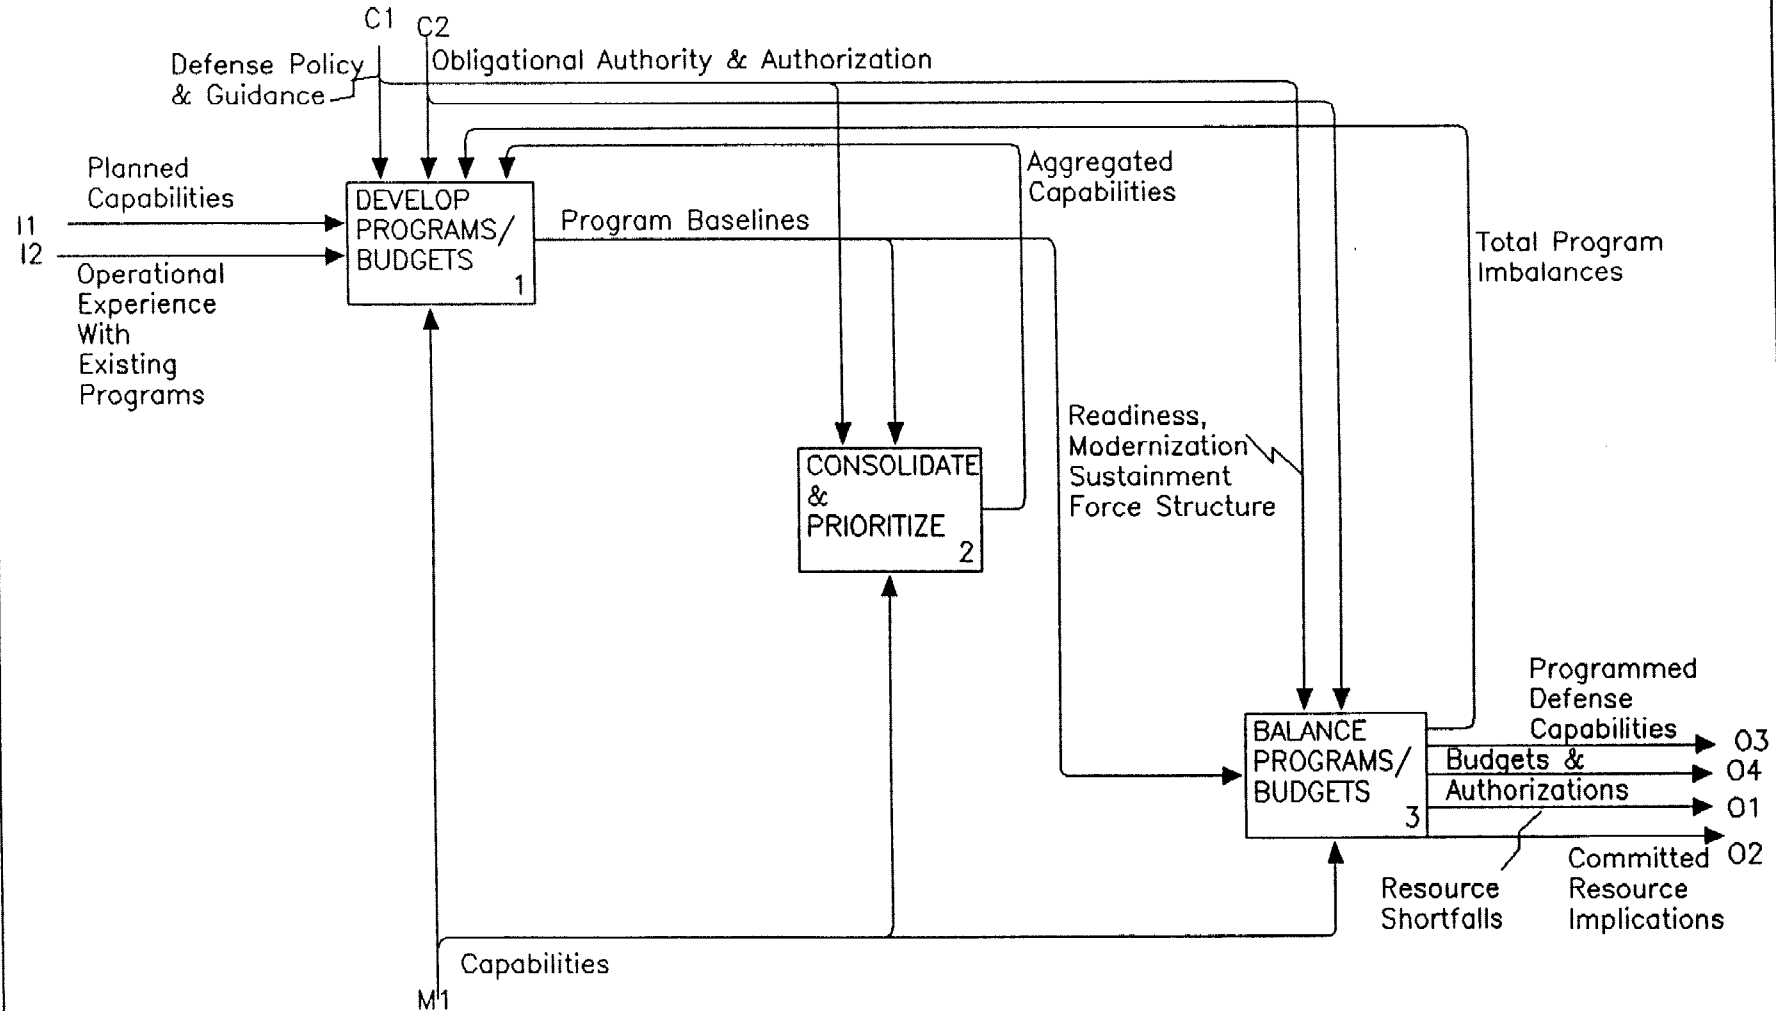 C1
C2
Defense Policy
& Guidance
Obligational Authority & Authorization
Planned
Capabilities
I1
I2
Operational
Experience
With
Existing
Programs
DEVELOP
PROGRAMS/
BUDGETS
1
Program Baselines
Aggregated
Capabilities
Total Program
Imbalances
CONSOLIDATE
&
PRIORITIZE
2
Readiness,
Modernization
Sustainment
Force Structure
BALANCE
PROGRAMS/
BUDGETS
3
Programmed
Defense
Capabilities
O3
Budgets &
O4
Authorizations
O1
O2
Resource
Shortfalls
Committed
Resource
Implications
Capabilities
M1